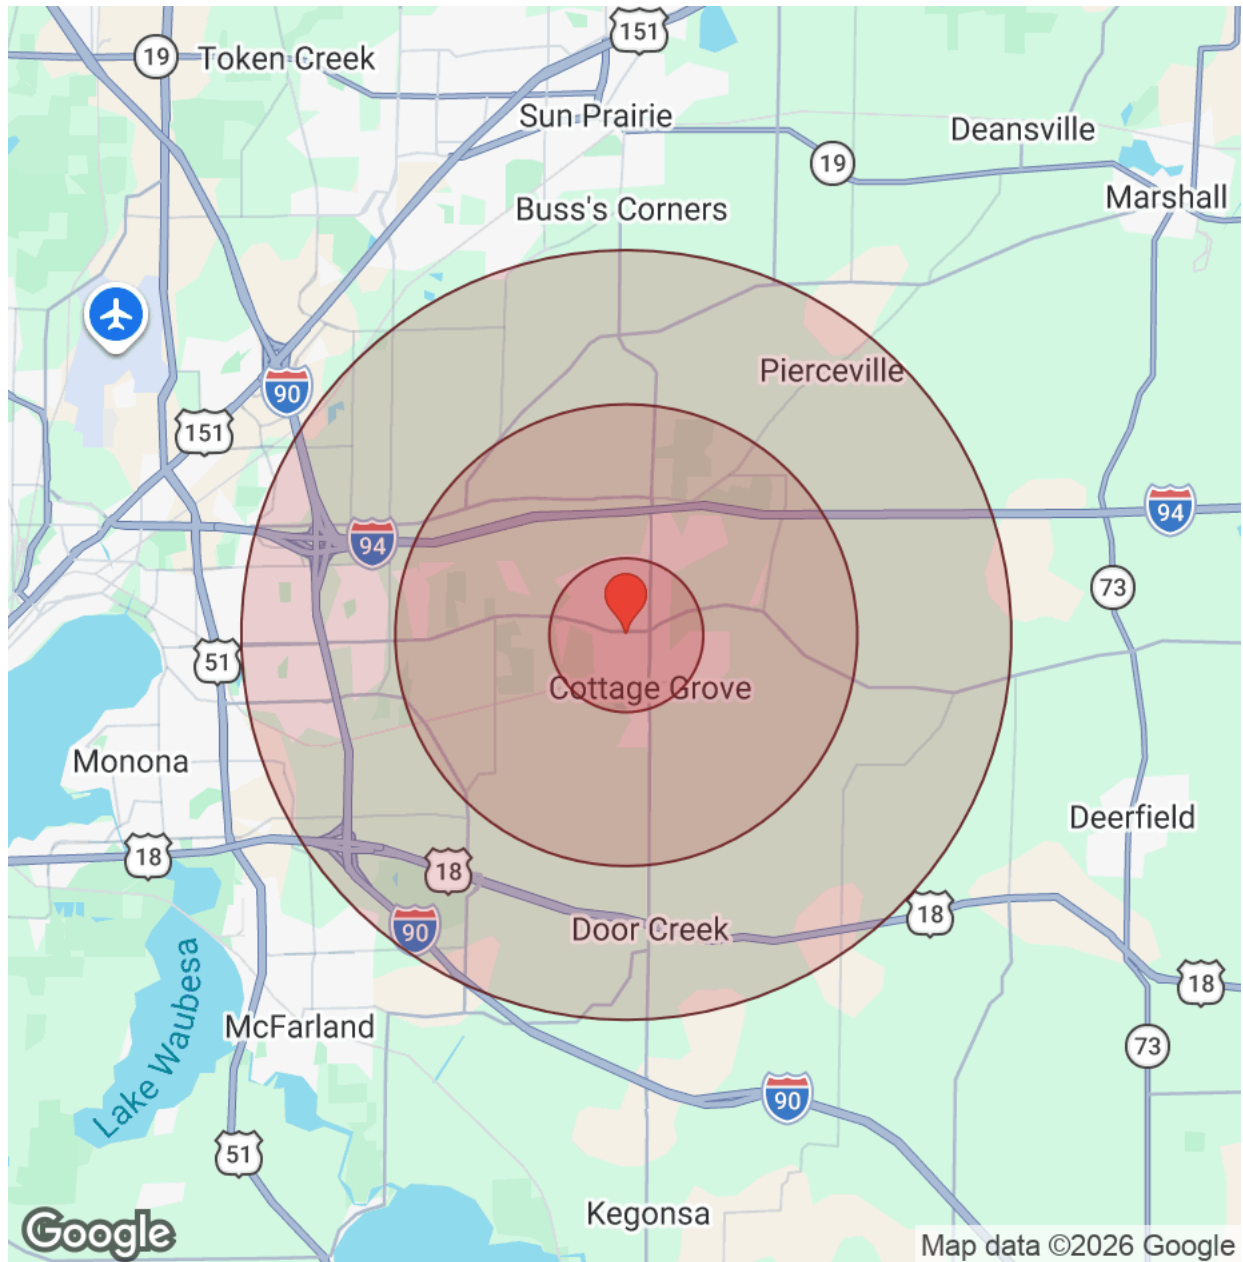 151
19
Token Creek
Sun Prairie
Deansville
19
Marshall
Buss's Corners
Pierceville
90
151
94
94
73
51
Cottage Grove
Monona
Deerfield
18
18
18
90
Door Creek
18
Lake Waubesa
McFarland
73
90
51
Kegonsa
Google
Map data ©2026 Google